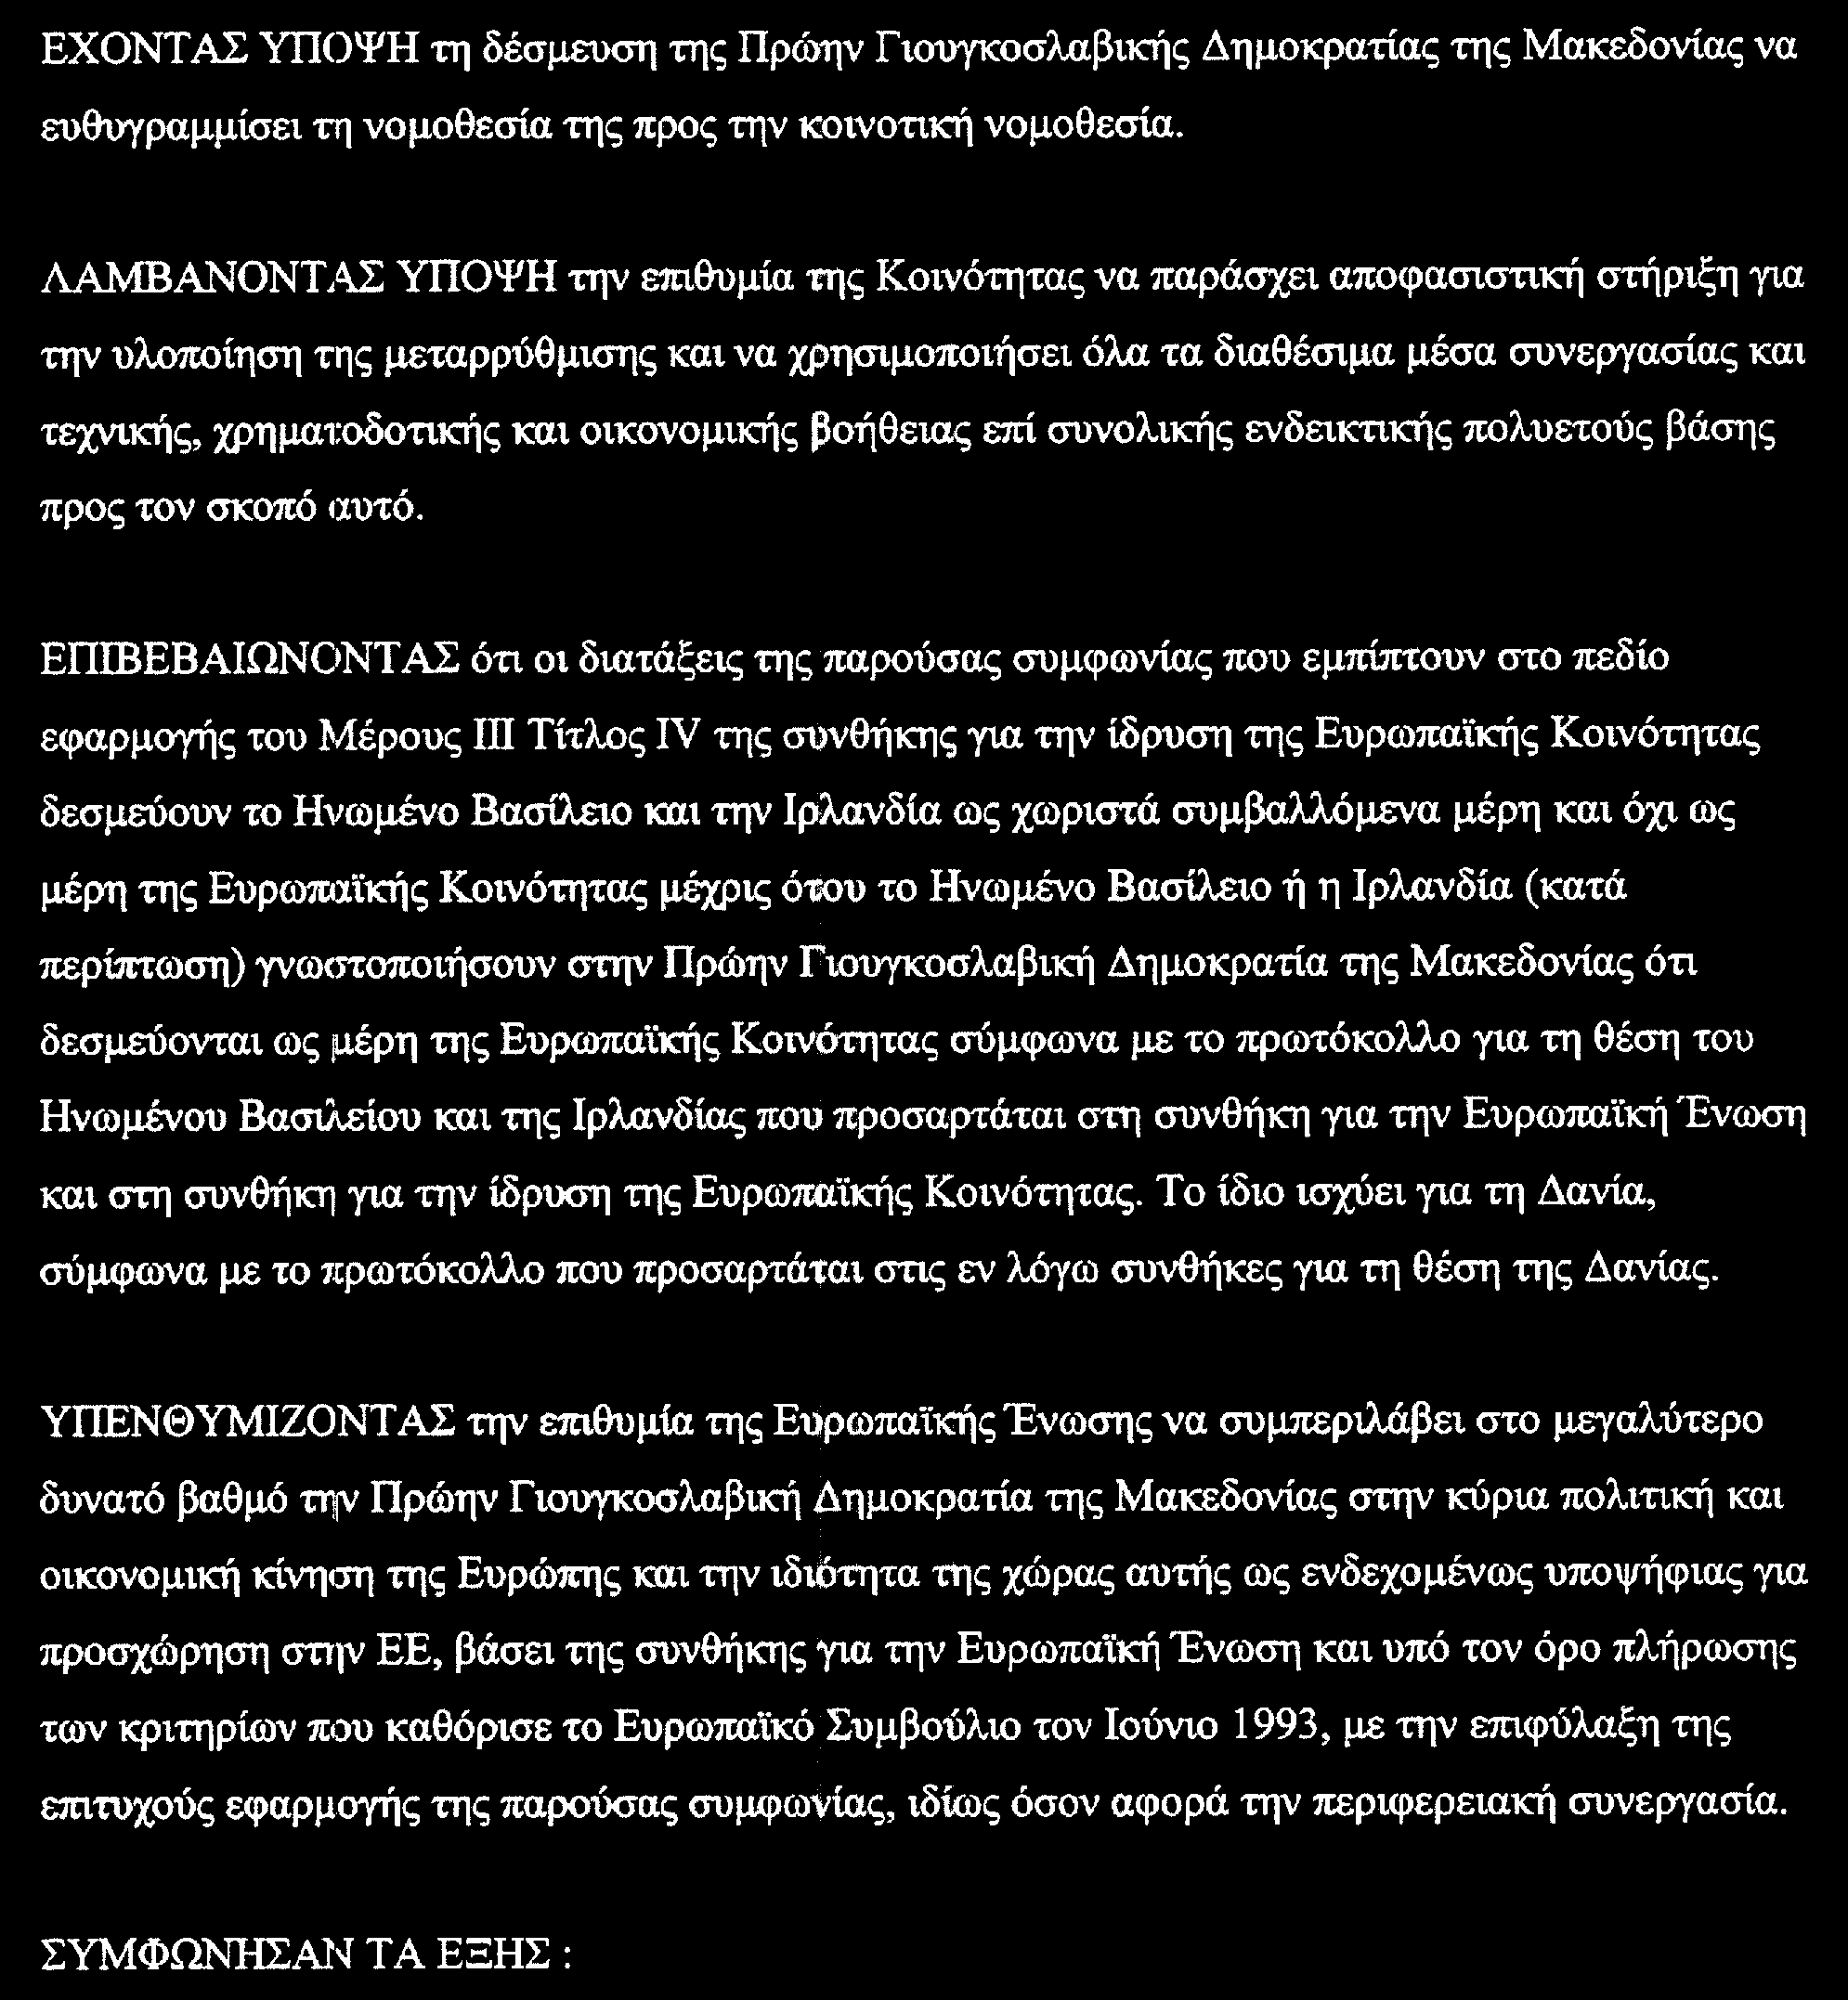 ΕΧΟΝΤΑΣ ΥΠΟΨΗ τη δέσμευση της Πρώην Γιουγκοσλαβικής Δημοκρατίας της Μακεδονίας να
ευθυγραμμίσει τη νομοθεσία της προς την κοινοτική νομοθεσία.
ΛΑΜΒΑΝΟΝΤΑΣ ΥΠΟΨΗ την επιθυμία της Κοινότητας να παράσχει αποφασιστική στήριξη για
την υλοποίηση της μεταρρύθμισης και να χρησιμοποιήσει όλα τα διαθέσιμα μέσα συνεργασίας και
τεχνικής, χρηματοδοτικής και οικονομικής βοήθειας επί συνολικής ενδεικτικής πολυετούς βάσης
προς τον σκοπό αυτό.
ΕΠΙΒΕΒΑΙΩΝΟΝΤΑΣ ότι οι διατάξεις της παρούσας συμφωνίας που εμπίπτουν στο πεδίο
εφαρμογής του Μέρους ΙΙΙ Τίτλος IV της συνθήκης για την ίδρυση της Ευρωπαϊκής Κοινότητας
δεσμεύουν το Ηνωμένο Βασίλειο και την Ιρλανδία ως χωριστά συμβαλλόμενα μέρη και όχι ως
μέρη της Ευρωπαϊκής Κοινότητας μέχρις ότου το Ηνωμένο Βασίλειο ή η Ιρλανδία (κατά
περίπτωση) γνωστοποιήσουν στην Πρώην Γιουγκοσλαβική Δημοκρατία της Μακεδονίας ότι
δεσμεύονται ως μέρη της Ευρωπαϊκής Κοινότητας σύμφωνα με το πρωτόκολλο για τη θέση του
Ηνωμένου Βασιλείου και της Ιρλανδίας που προσαρτάται στη συνθήκη για την Ευρωπαϊκή Ένωση
και στη συνθήκη για την ίδρυση της Ευρωπαϊκής Κοινότητας. Το ίδιο ισχύει για τη Δανία,
σύμφωνα με το πρωτόκολλο που προσαρτάται στις εν λόγω συνθήκες για τη θέση της Δανίας.
ΥΠΕΝΘΥΜΙΖΟΝΤΑΣ την επιθυμία της Ευρωπαϊκής Ένωσης να συμπεριλάβει στο μεγαλύτερο
δυνατό βαθμό την Πρώην Γιουγκοσλαβική Δημοκρατία της Μακεδονίας στην κύρια πολιτική και
οικονομική κίνηση της Ευρώπης και την ιδιότητα της χώρας αυτής ως ενδεχομένως υποψήφιας για
προσχώρηση στην ΕΕ, βάσει της συνθήκης για την Ευρωπαϊκή Ένωση και υπό τον όρο πλήρωσης
των κριτηρίων που καθόρισε το Ευρωπαϊκό Συμβούλιο τον Ιούνιο 1993, με την επιφύλαξη της
επιτυχούς εφαρμογής της παρούσας συμφωνίας, ιδίως όσον αφορά την περιφερειακή συνεργασία.
ΣΥΜΦΩΝΗΣΑΝ ΤΑ ΕΞΗΣ :